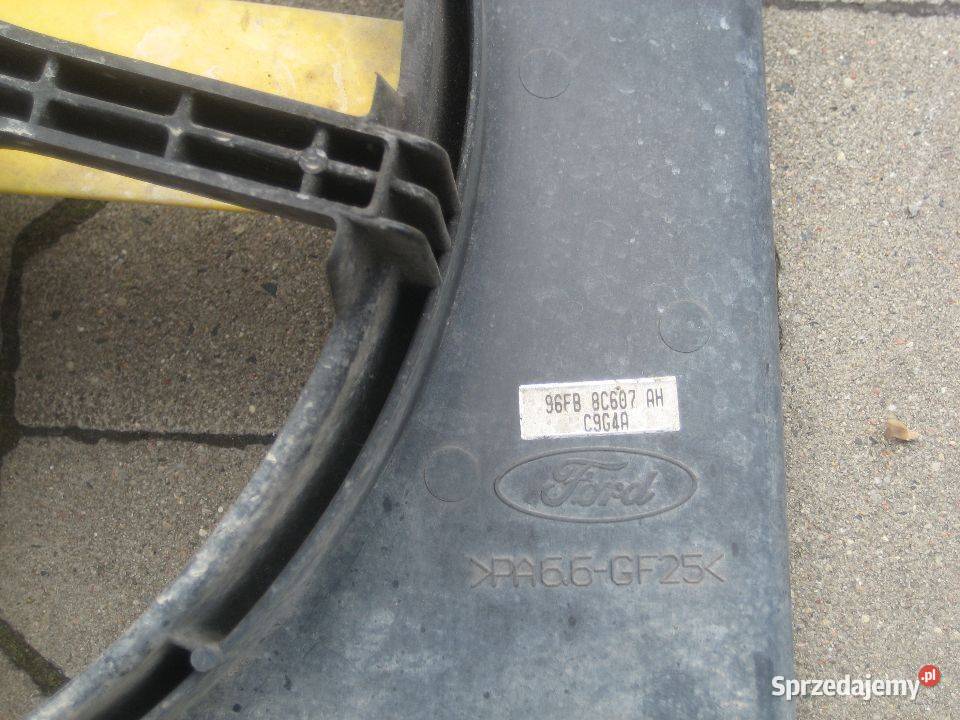 96FB 8C607 AH
C9G4A
Ford
>PA6.6-GF25<
Sprzedajemy.pl